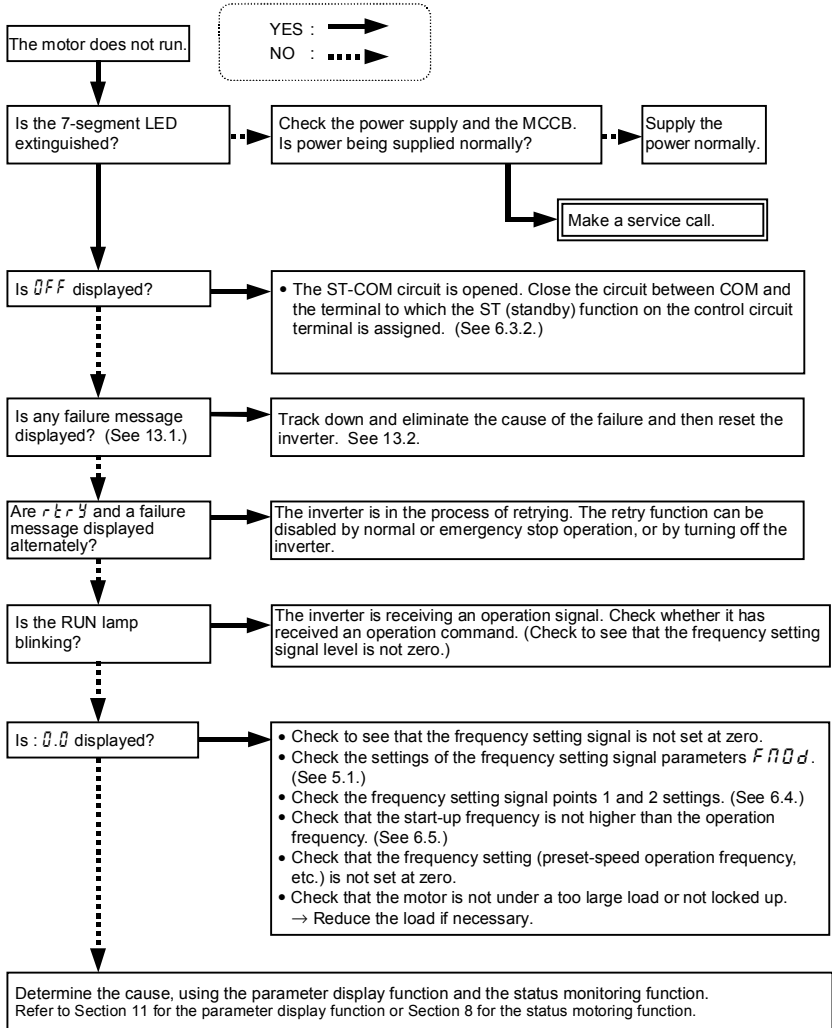 YES :
NO :
The motor does not run.
Is the 7-segment LED
extinguished?
Check the power supply and the MCCB.
Is power being supplied normally?
Supply the
power normally.
Make a service call.
Is OFF displayed?
• The ST-COM circuit is opened. Close the circuit between COM and
the terminal to which the ST (standby) function on the control circuit
terminal is assigned. (See 6.3.2.)
Is any failure message
displayed? (See 13.1.)
Track down and eliminate the cause of the failure and then reset the
inverter. See 13.2.
Are rtry and a failure
message displayed
alternately?
The inverter is in the process of retrying. The retry function can be
disabled by normal or emergency stop operation, or by turning off the
inverter.
Is the RUN lamp
blinking?
The inverter is receiving an operation signal. Check whether it has
received an operation command. (Check to see that the frequency setting
signal level is not zero.)
Is : 0.0 displayed?
• Check to see that the frequency setting signal is not set at zero.
• Check the settings of the frequency setting signal parameters FMOd.
(See 5.1.)
• Check the frequency setting signal points 1 and 2 settings. (See 6.4.)
• Check that the start-up frequency is not higher than the operation
frequency. (See 6.5.)
• Check that the frequency setting (preset-speed operation frequency,
etc.) is not set at zero.
• Check that the motor is not under a too large load or not locked up.
→ Reduce the load if necessary.
Determine the cause, using the parameter display function and the status monitoring function.
Refer to Section 11 for the parameter display function or Section 8 for the status motoring function.